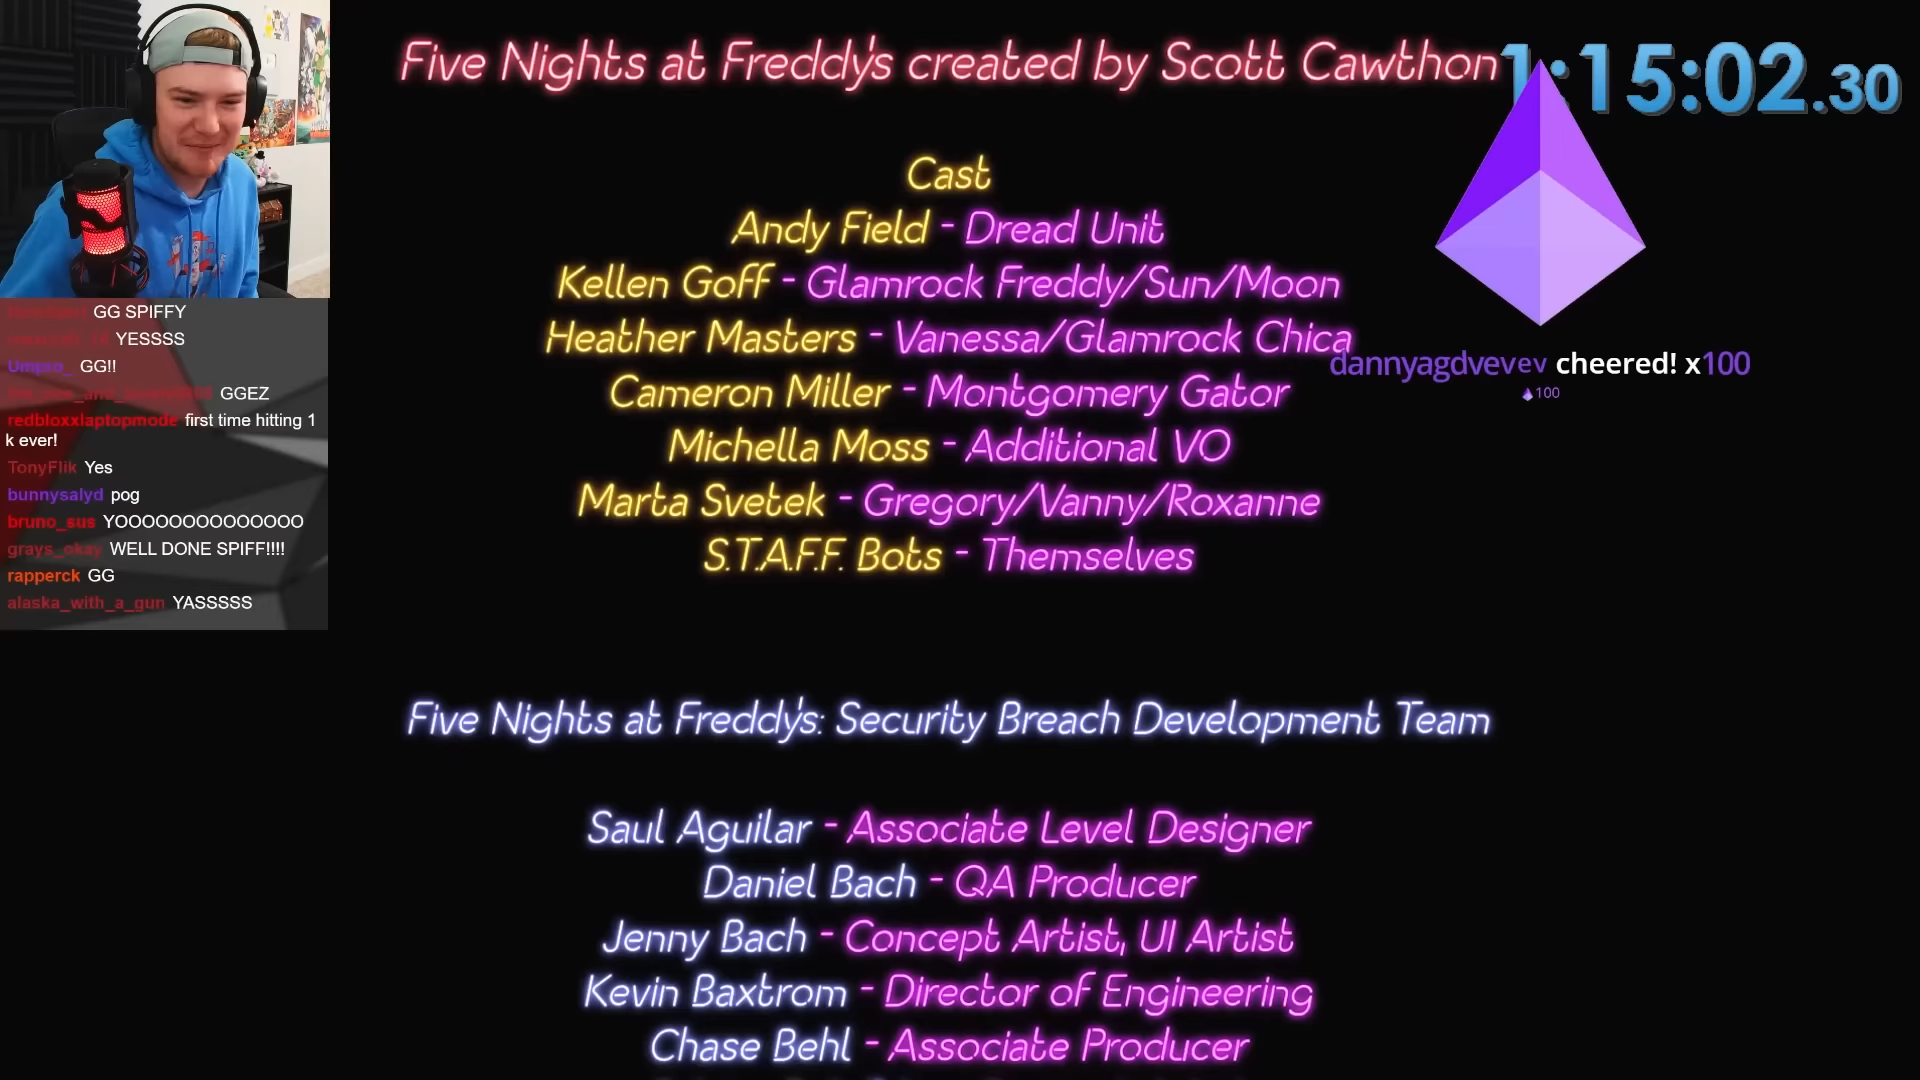 Five Nights at Freddy's created by Scott Cawthon
1:15:02.30
Cast
Andy Field - Dread Unit
Kellen Goff - Glamrock Freddy/Sun/Moon
Heather Masters - Vanessa/Glamrock Chica
Cameron Miller - Montgomery Gator
Michella Moss - Additional VO
Marta Svetek - Gregory/Vanny/Roxanne
S.T.A.F.F. Bots - Themselves
dannyagdvevev cheered! x100
100
GG SPIFFY
YESSSS
Umpro_ GG!!
GGEZ
redbloxxlaptopmode first time hitting 1
k ever!
TonyFlik Yes
bunnysalyd pog
bruno_sus YOOOOOOOOOOOOOO
grays_okay WELL DONE SPIFF!!!!
rapperck GG
alaska_with_a_gun YASSSSS
Five Nights at Freddy's: Security Breach Development Team
Saul Aguilar - Associate Level Designer
Daniel Bach - QA Producer
Jenny Bach - Concept Artist, UI Artist
Kevin Baxtrom - Director of Engineering
Chase Behl - Associate Producer